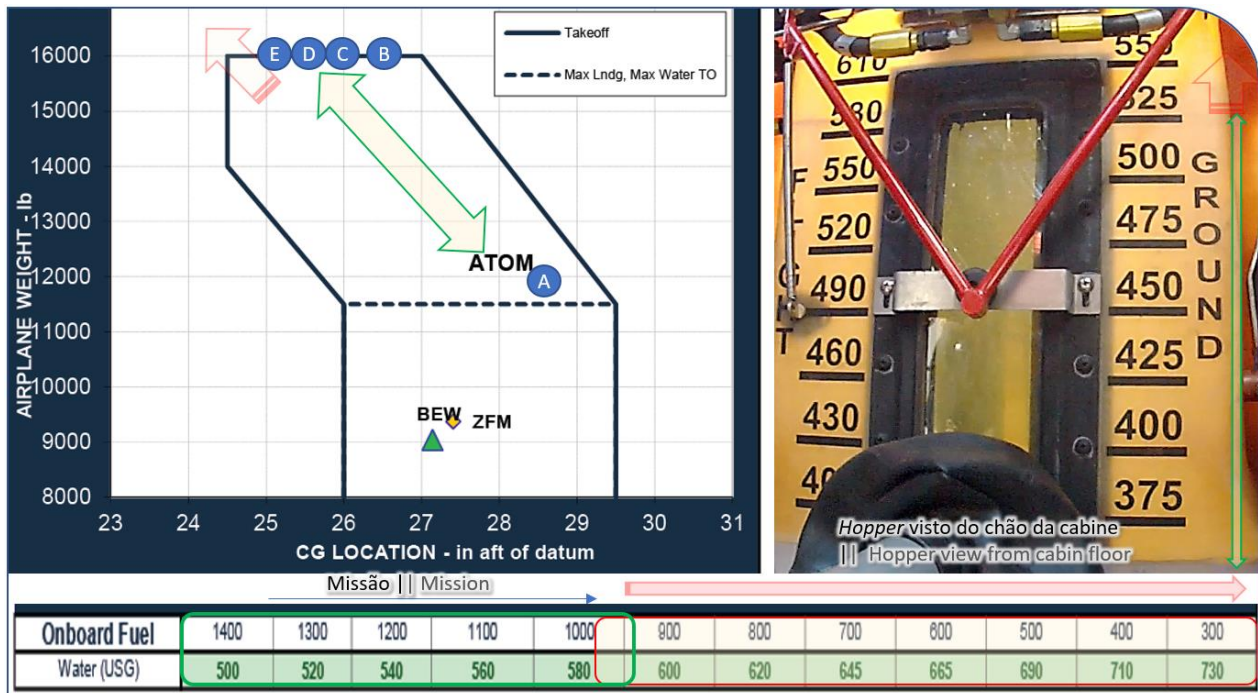 AIRPLANE WEIGHT - lb
16000
15000
14000
13000
12000
11000
10000
9000
8000
23 24 25 26 27 28 29 30 31
CG LOCATION - in aft of datum
Takeoff
Max Lndg, Max Water TO
E D C B
ATOM
A
BEW
ZFM
610
580
550
520
490
460
430
550
525
500
475
450
425
400
375
GROUND
Hopper visto do chão da cabine
|| Hopper view from cabin floor
Missão || Mission
Onboard Fuel 1400 1300 1200 1100 1000 900 800 700 600 500 400 300
Water (USG) 500 520 540 560 580 600 620 645 665 690 710 730